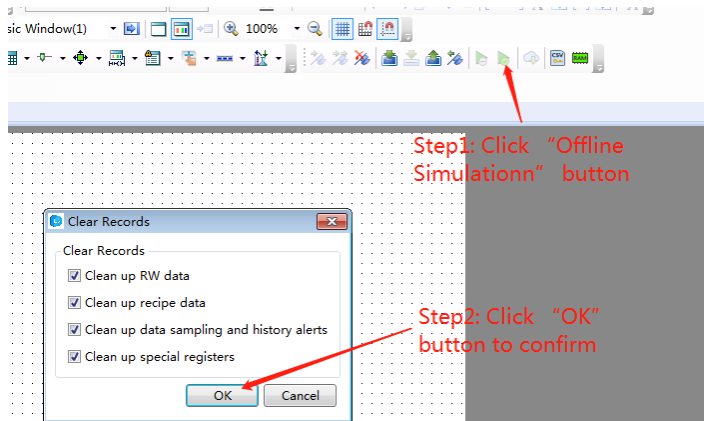 sic Window(1)
100%
CSV
RAM
Step1: Click “Offline
Simulationn” button
Clear Records
Clear Records
Clean up RW data
Clean up recipe data
Clean up data sampling and history alerts
Clean up special registers
Step2: Click “OK”
button to confirm
OK
Cancel